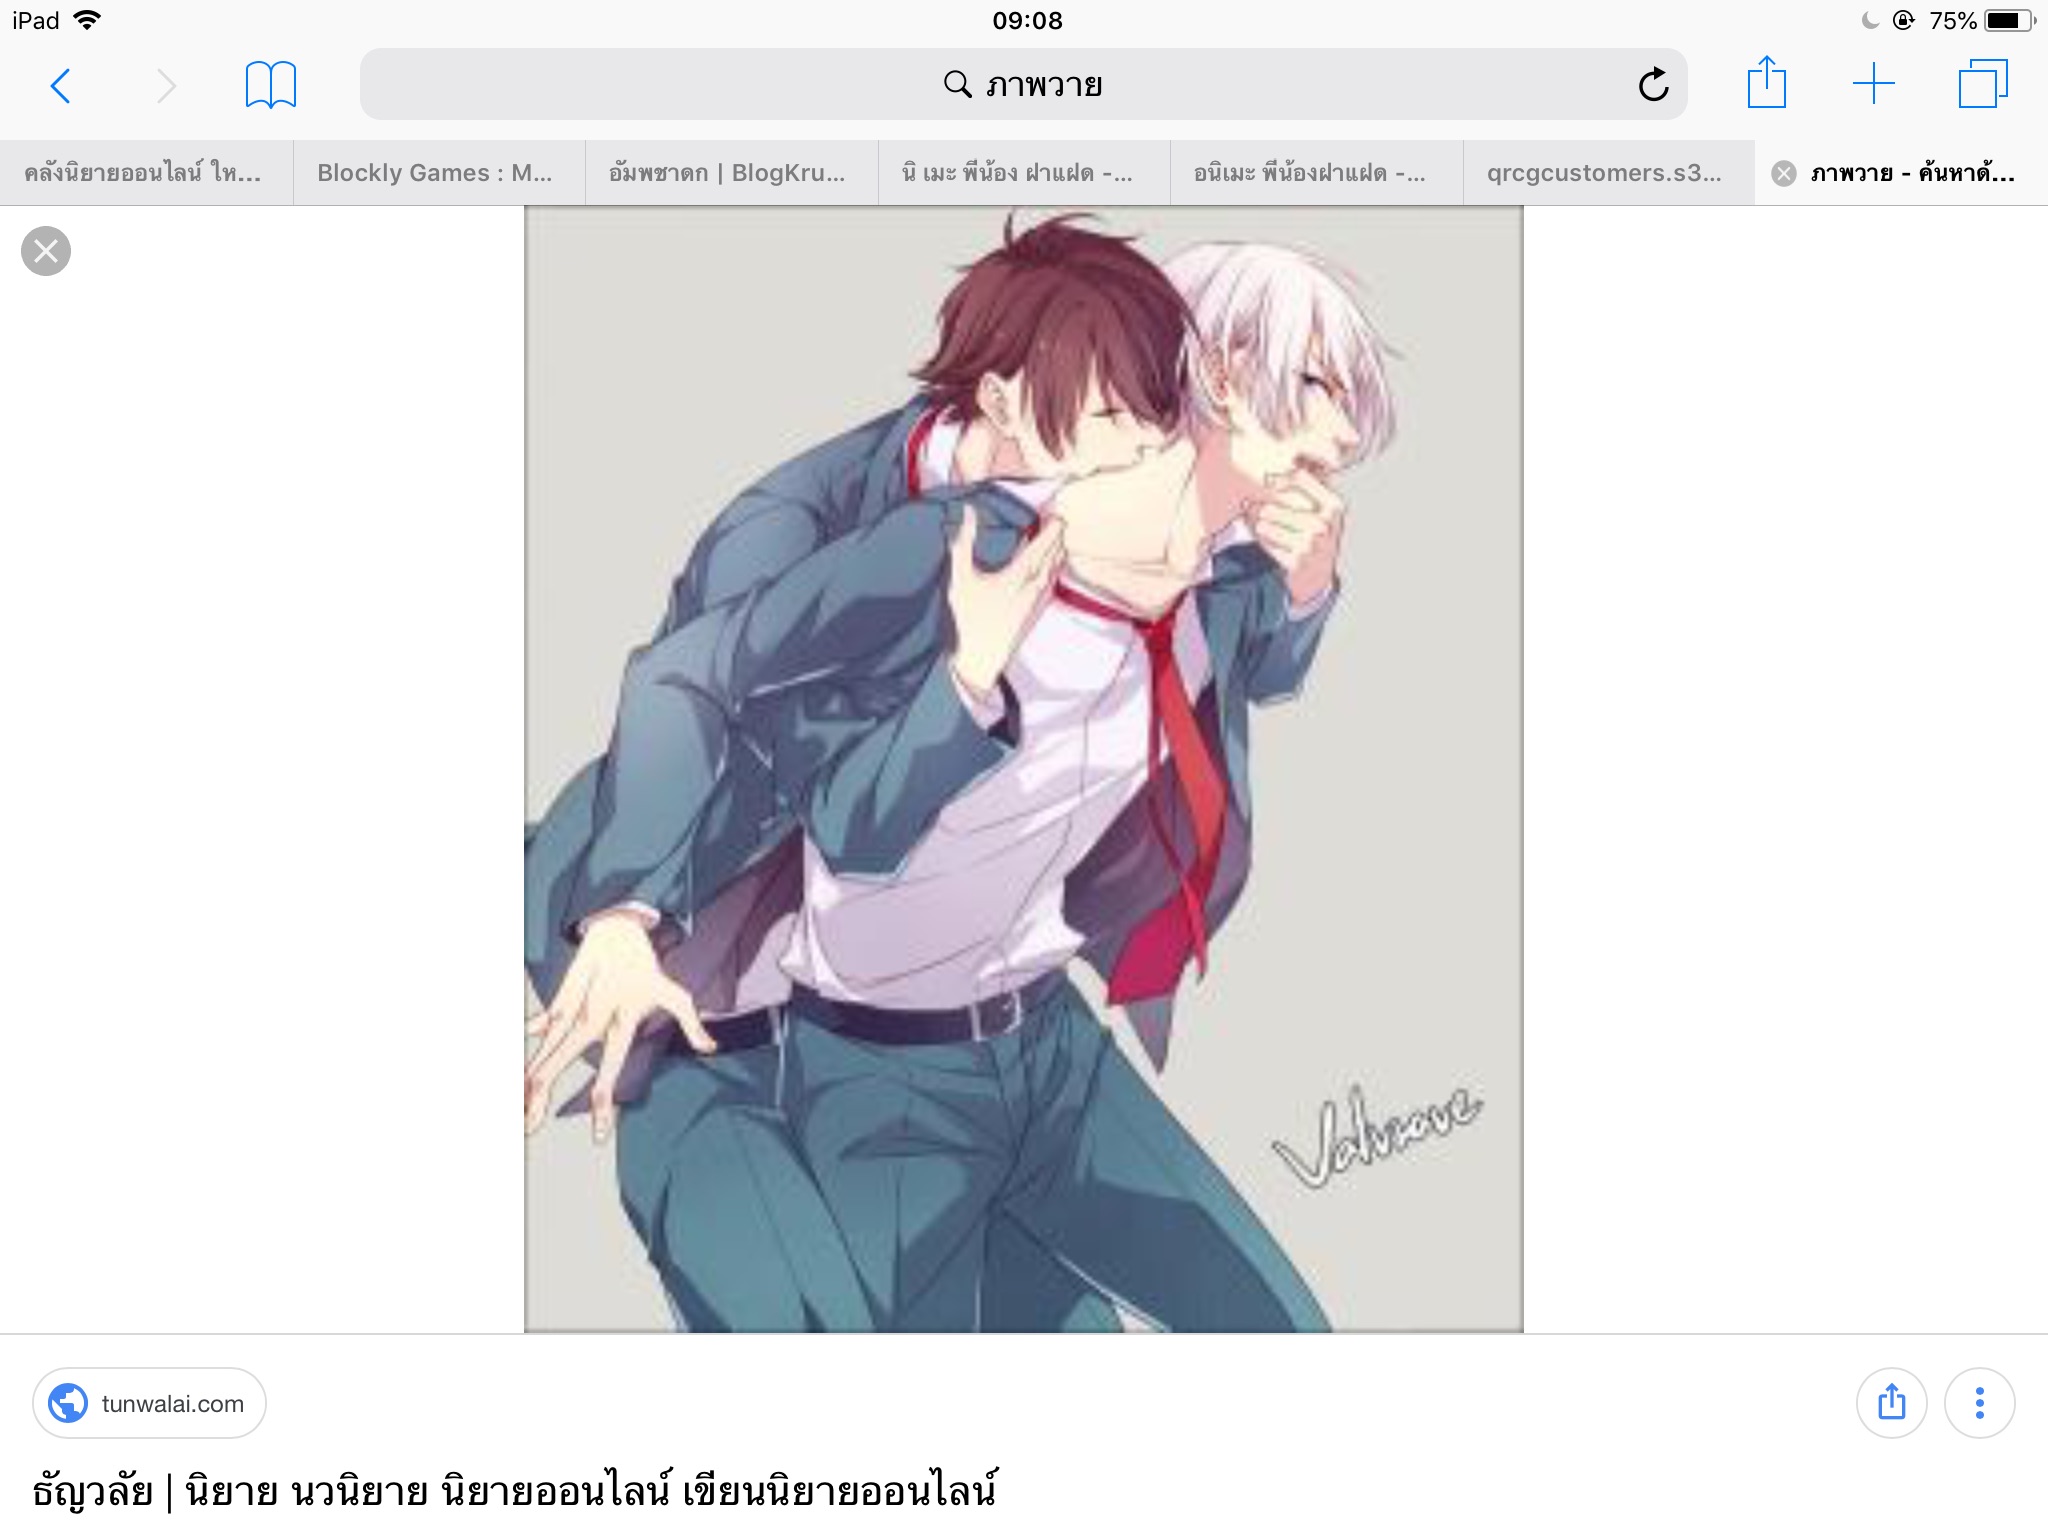 iPad 09:08 75%
ภาพวาย
คลังนิยายออนไลน์ ให... Blockly Games : M... อัมพชาดก | BlogKru... นิ เมะ พี่น้อง ฝาแฝด -... อนิเมะ พี่น้องฝาแฝด -... qrcgcustomers.s3... ภาพวาย - ค้นหาด้...
Valvrave
tunwalai.com
ธัญวลัย | นิยาย นวนิยาย นิยายออนไลน์ เขียนนิยายออนไลน์